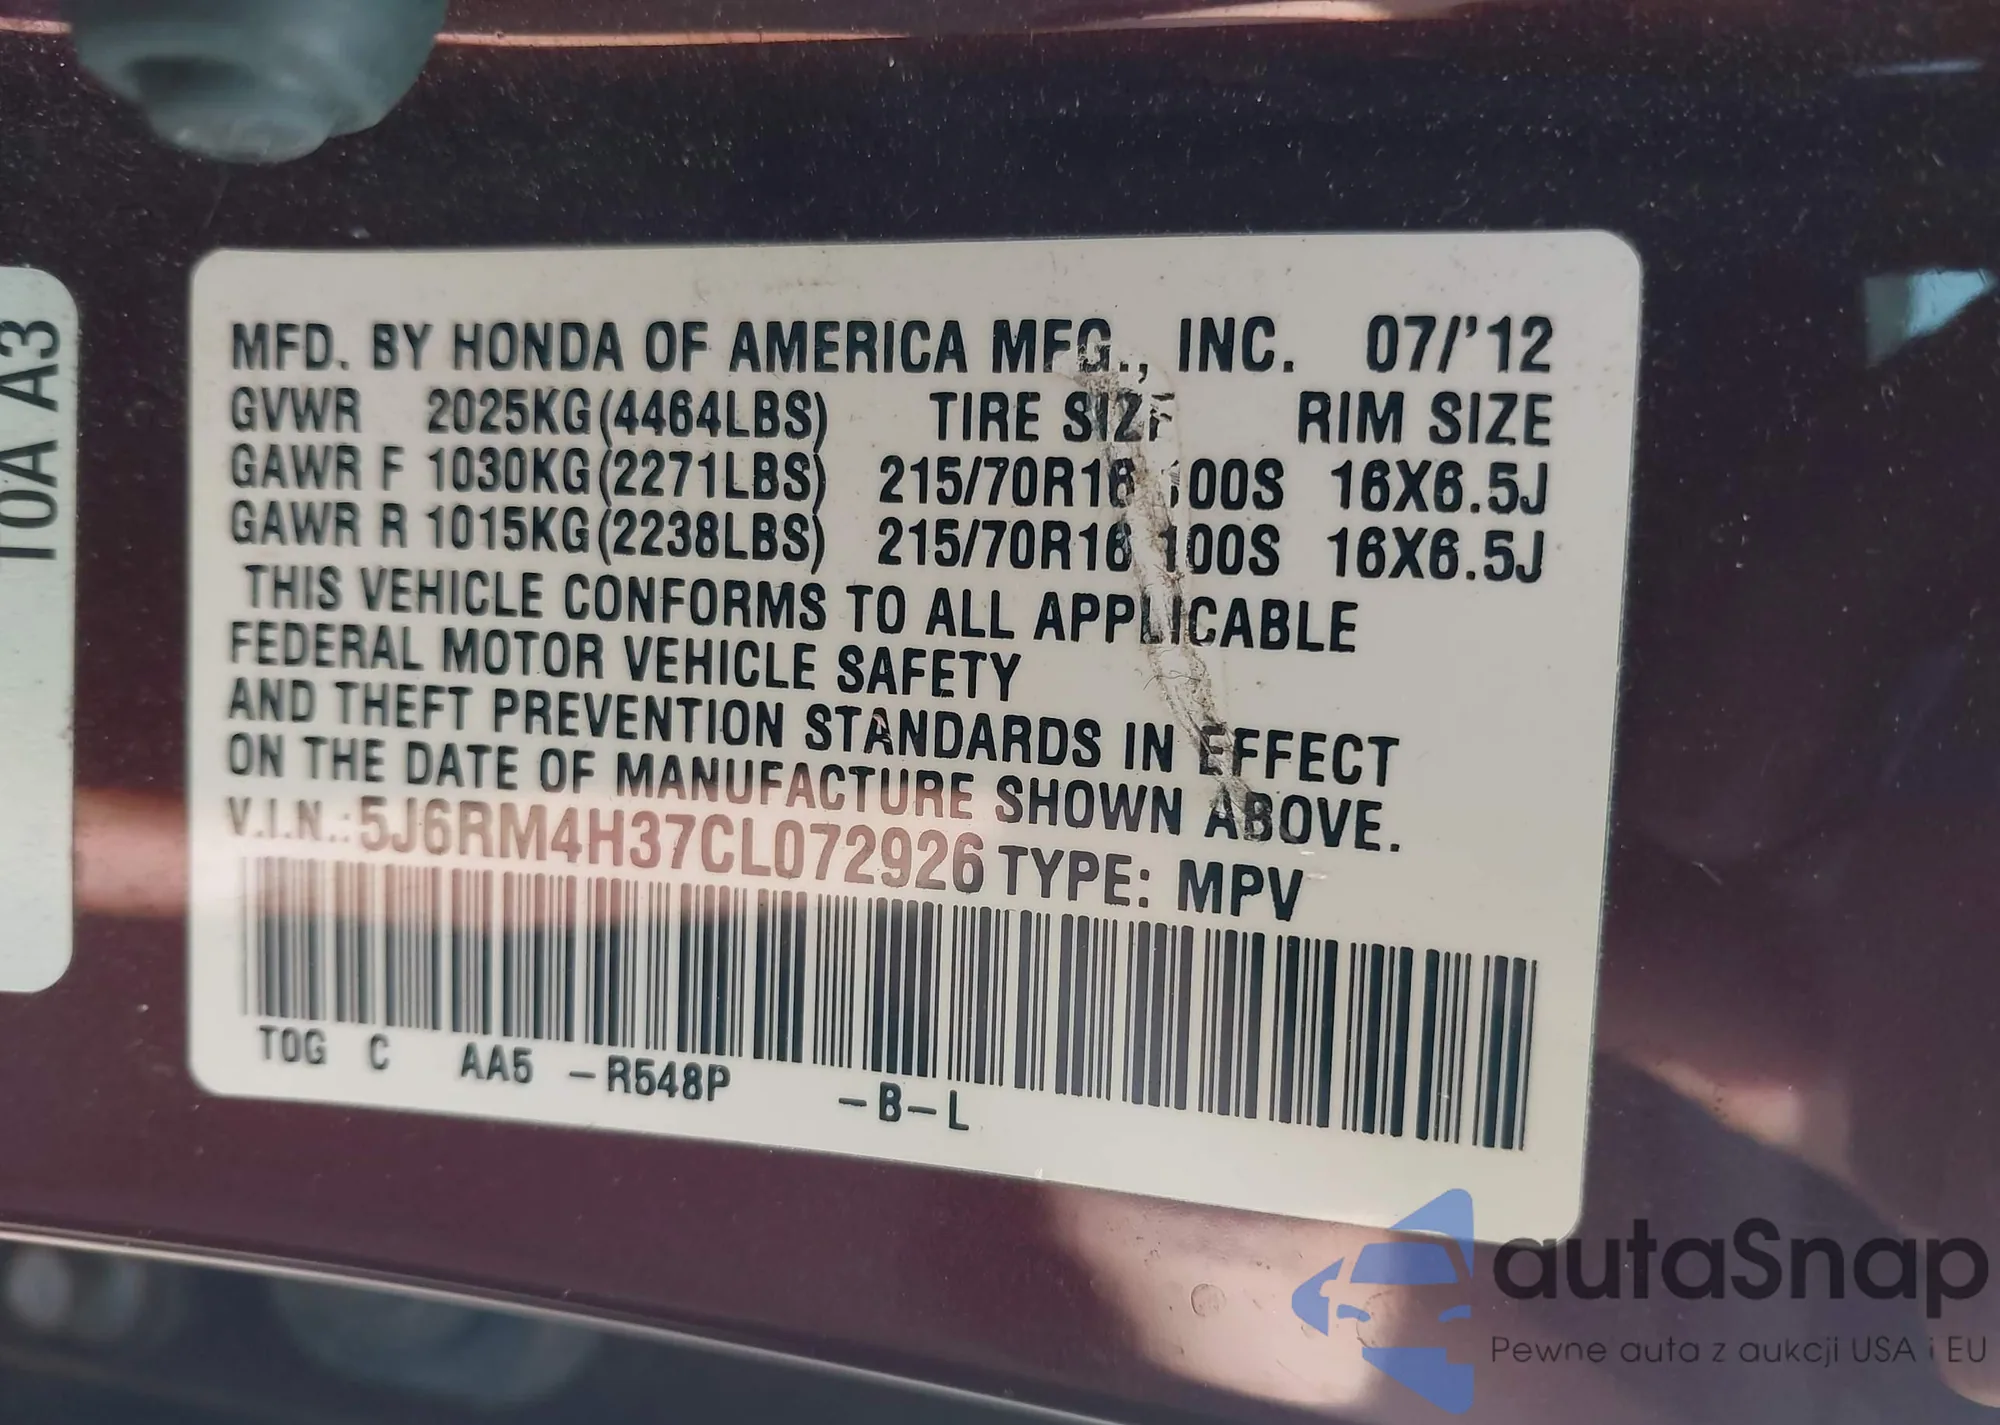 MFD. BY HONDA OF AMERICA MFG., INC. 07/'12
GVWR 2025KG(4464LBS) TIRE SIZE RIM SIZE
GAWR F 1030KG(2271LBS) 215/70R16 100S 16X6.5J
GAWR R 1015KG(2238LBS) 215/70R16 100S 16X6.5J
THIS VEHICLE CONFORMS TO ALL APPLICABLE
FEDERAL MOTOR VEHICLE SAFETY
AND THEFT PREVENTION STANDARDS IN EFFECT
ON THE DATE OF MANUFACTURE SHOWN ABOVE.
V.I.N.:5J6RM4H37CL072926 TYPE: MPV
T0G C AA5 -R548P -B-L
T0A A3
autaSnap
Pewne auta z aukcji USA i EU